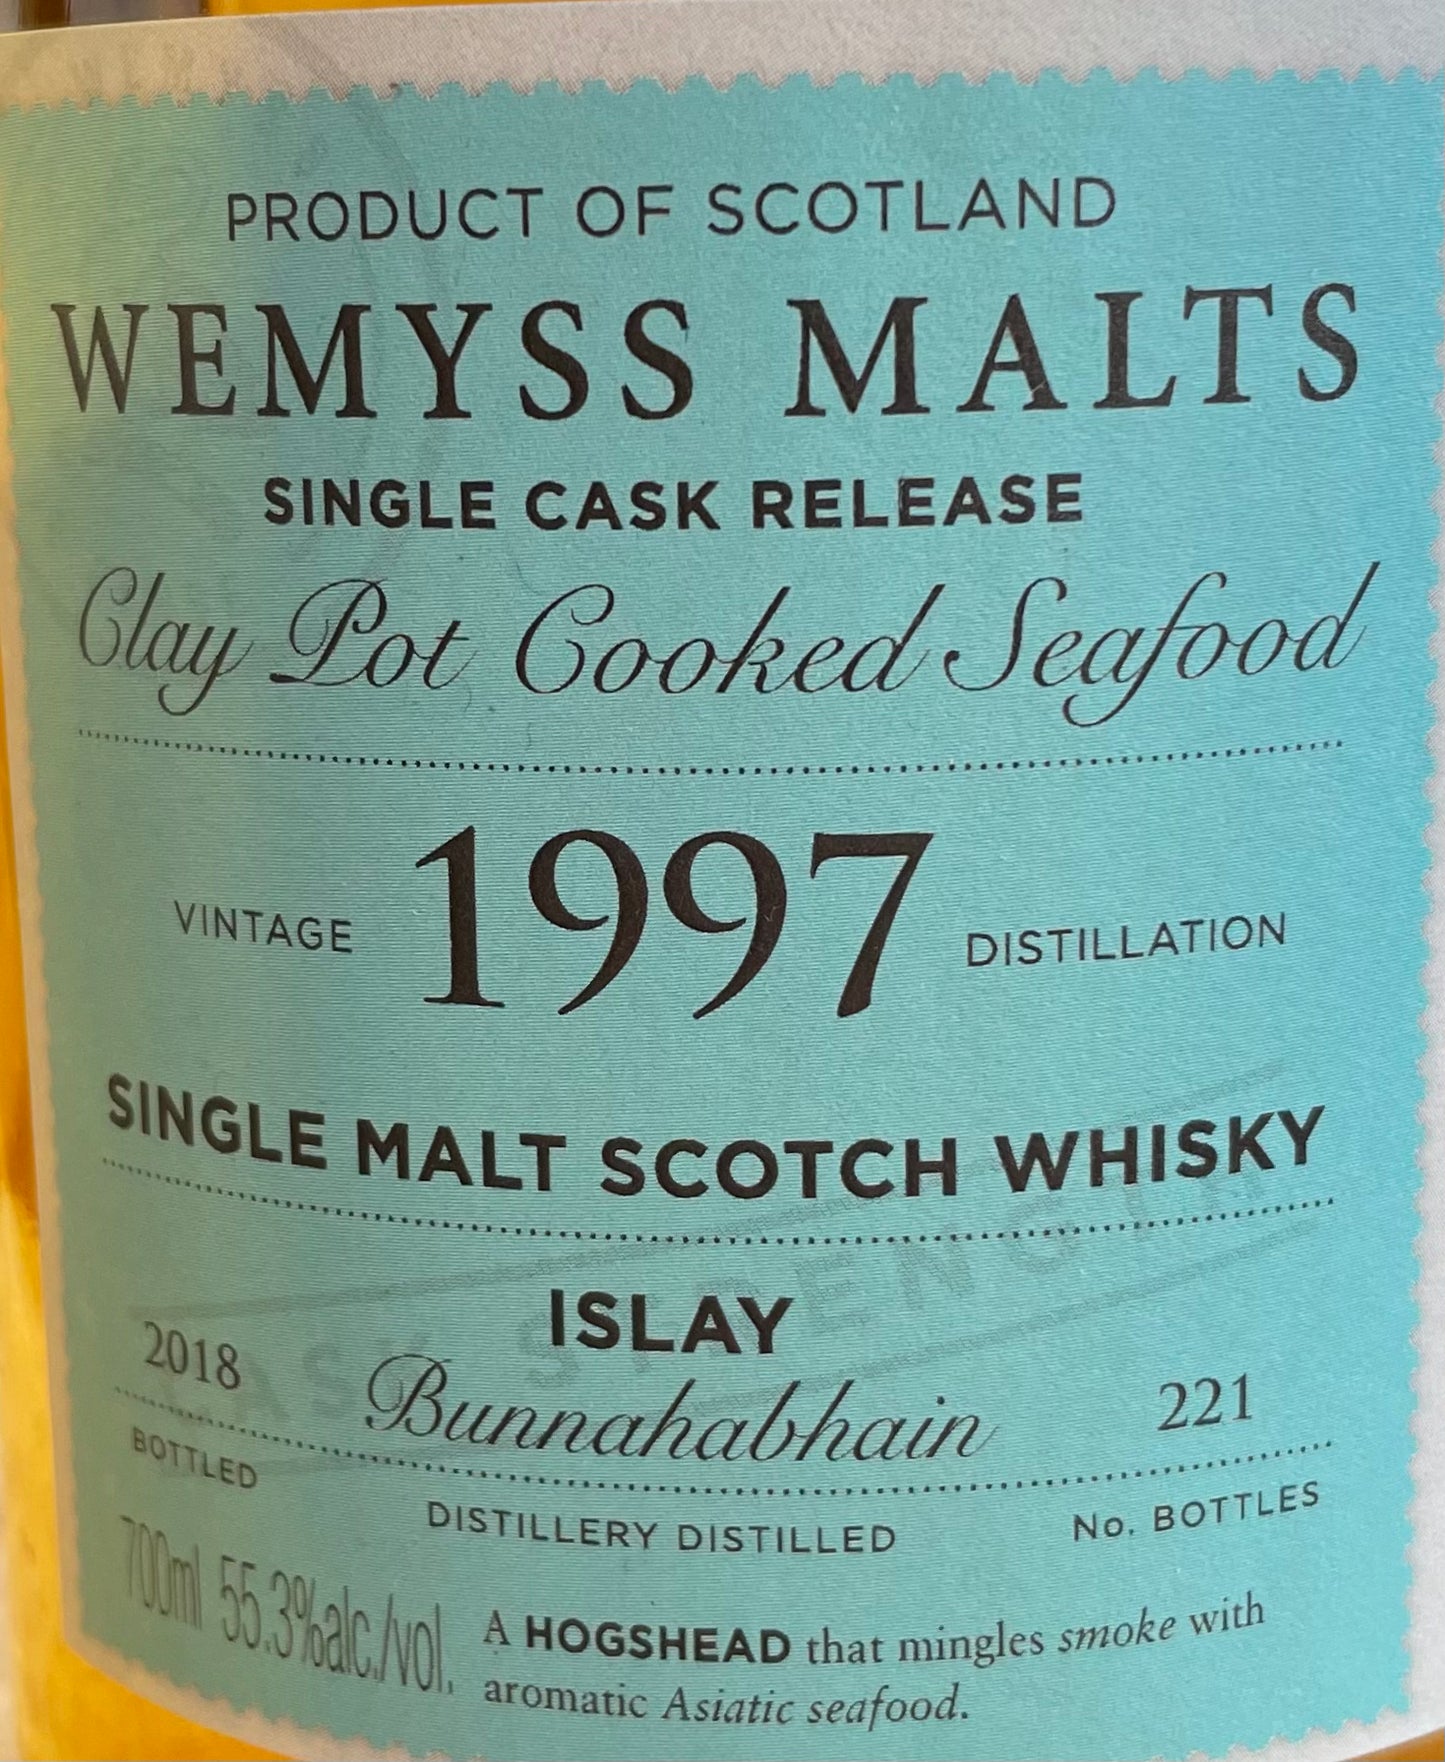 PRODUCT OF SCOTLAND
WEMYSS MALTS
SINGLE CASK RELEASE
Clay Pot Cooked Seafood
VINTAGE 1997 DISTILLATION
SINGLE MALT SCOTCH WHISKY
CASK STRENGTH
ISLAY
2018 Bunnahabhain 221
BOTTLED DISTILLERY DISTILLED No. BOTTLES
700ml 55.3%alc./vol.
A HOGSHEAD that mingles smoke with
aromatic Asiatic seafood.